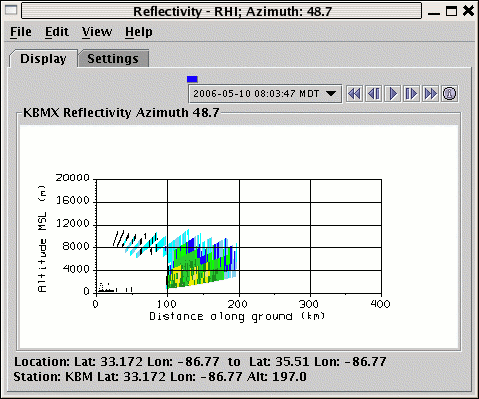 Reflectivity - RHI; Azimuth: 48.7
File Edit View Help
Display Settings
2006-05-10 08:03:47 MDT
KBMX Reflectivity Azimuth 48.7
Altitude MSL (m)
20000
16000
12000
8000
4000
0
0 100 200 300 400
Distance along ground (km)
Location: Lat: 33.172 Lon: -86.77 to Lat: 35.51 Lon: -86.77
Station: KBM Lat: 33.172 Lon: -86.77 Alt: 197.0